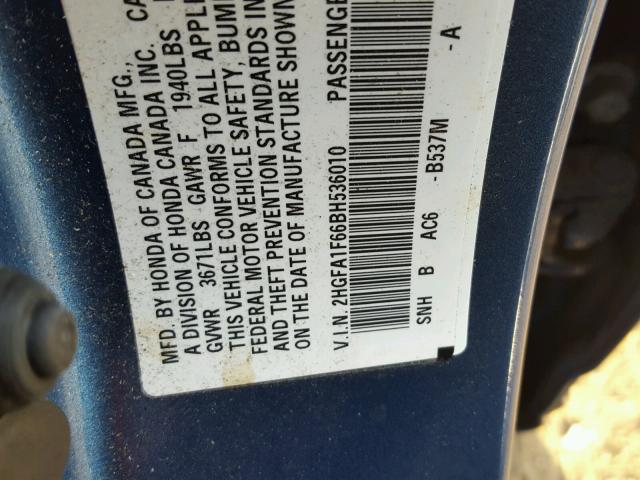 MFD. BY HONDA OF CANADA MFG., CA
A DIVISION OF HONDA CANADA INC.
GVWR 3671LBS GAWR F 1940LBS
THIS VEHICLE CONFORMS TO ALL APPLI
FEDERAL MOTOR VEHICLE SAFETY, BUM
AND THEFT PREVENTION STANDARDS IN
ON THE DATE OF MANUFACTURE SHOWN
V.I.N. 2HGFA1F66BH536010 PASSENGE
SNH B AC6 -B537M -A